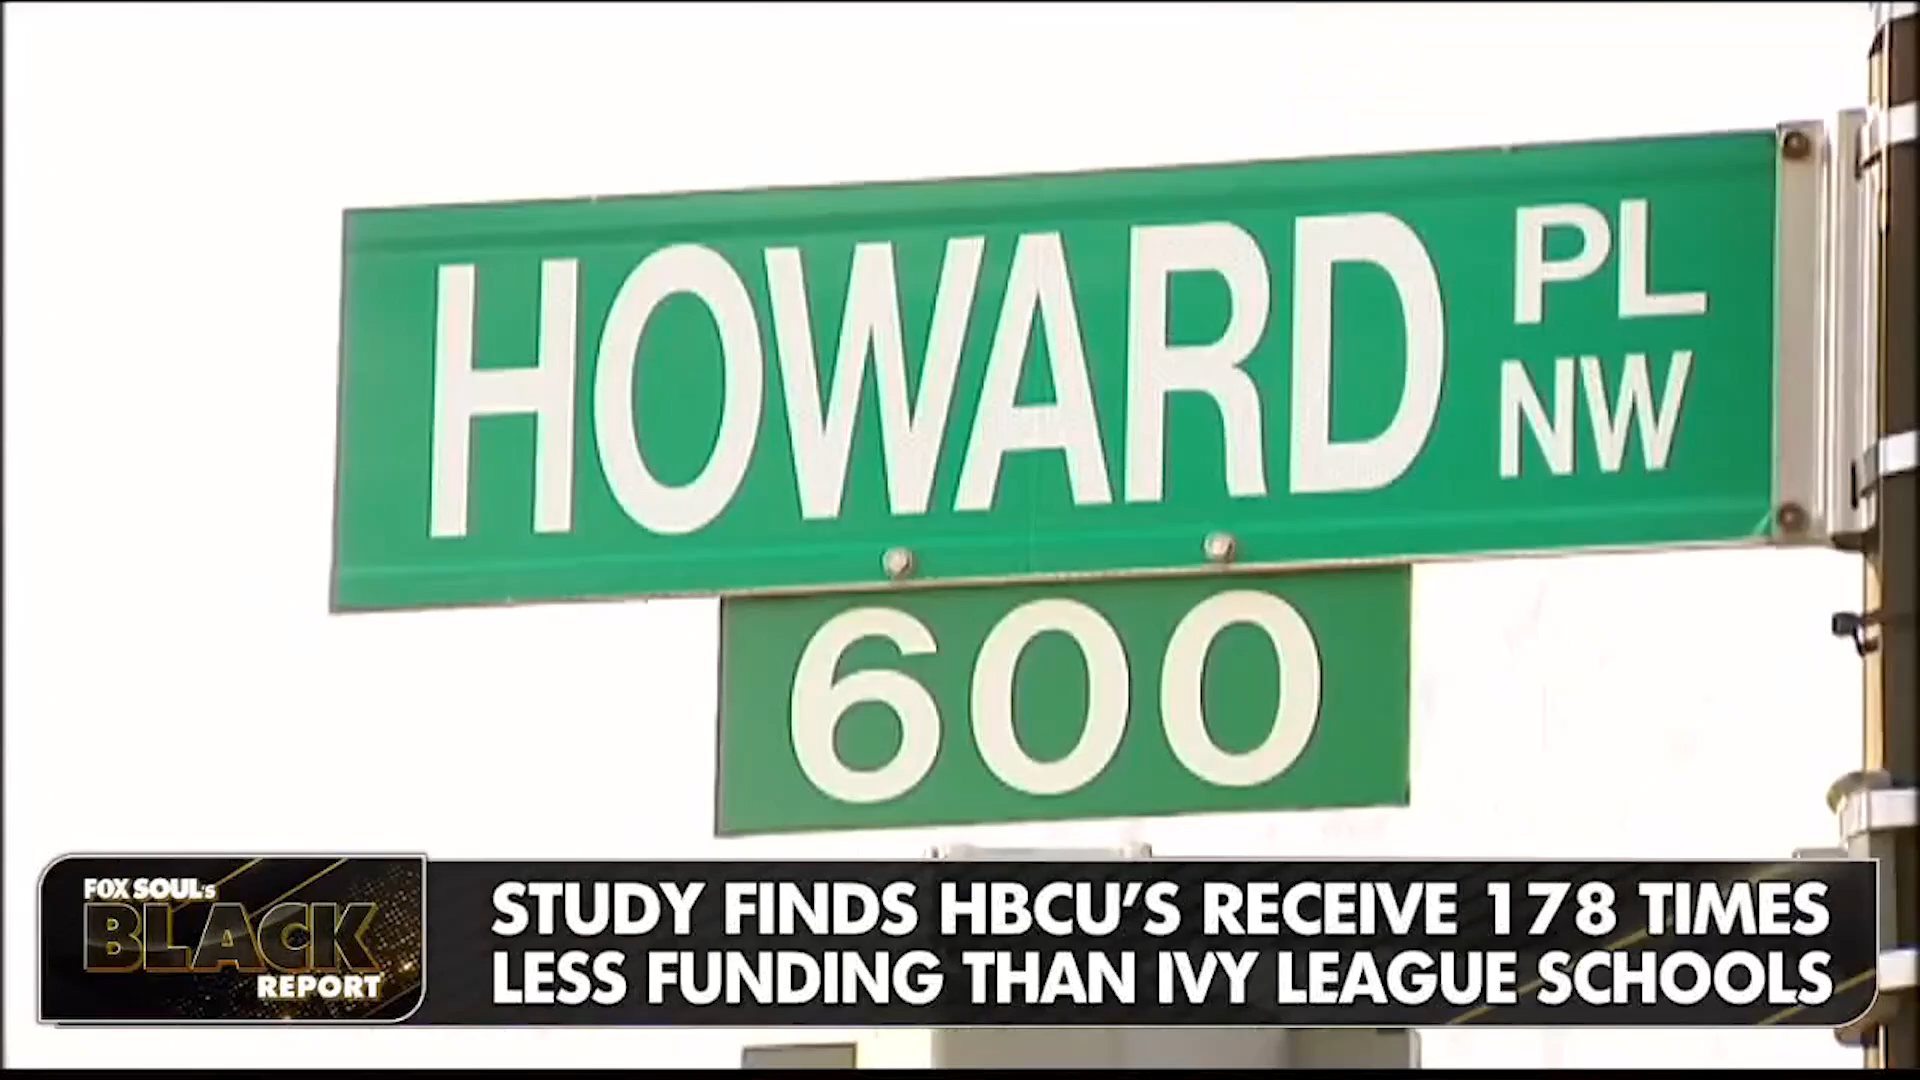 HOWARD PL NW
600
FOX SOUL's
BLACK
REPORT
STUDY FINDS HBCU'S RECEIVE 178 TIMES
LESS FUNDING THAN IVY LEAGUE SCHOOLS